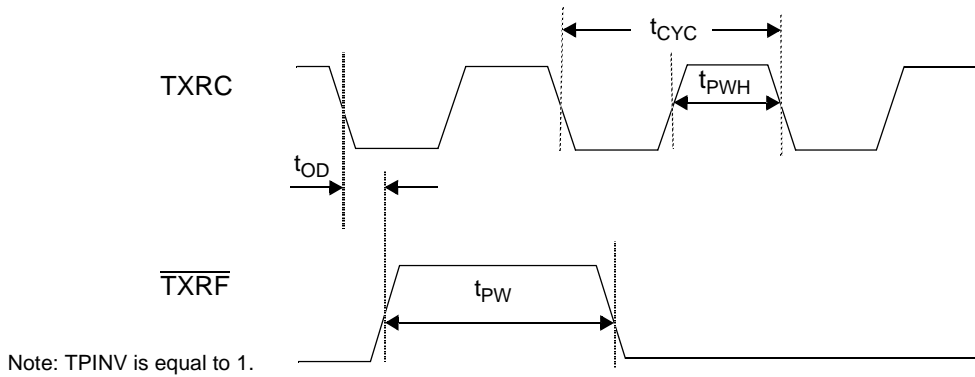 tCYC
TXRC
tPWH
tOD
TXRF
tPW
Note: TPINV is equal to 1.